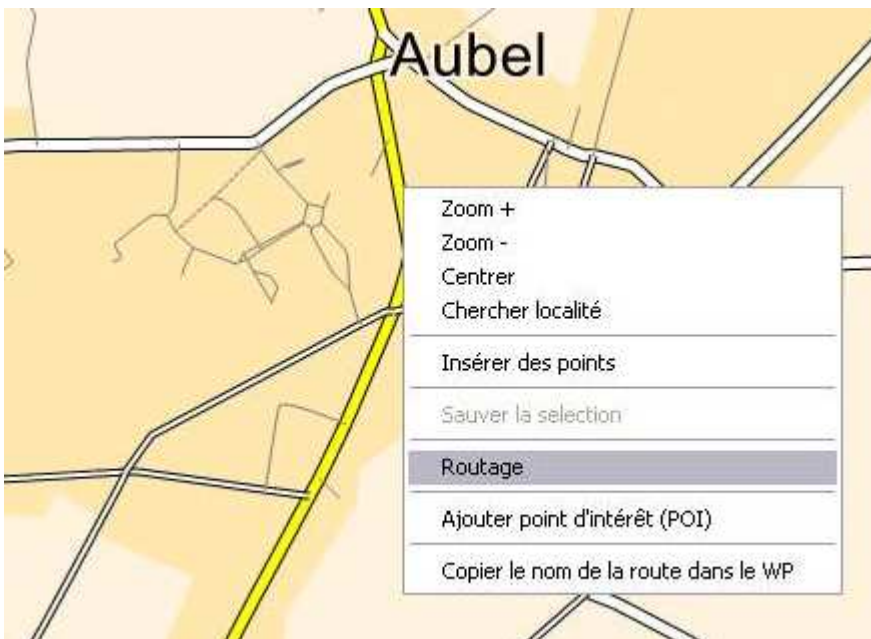 Aubel
Zoom +
Zoom -
Centrer
Chercher localité
Insérer des points
Sauver la selection
Routage
Ajouter point d'intérêt (POI)
Copier le nom de la route dans le WP